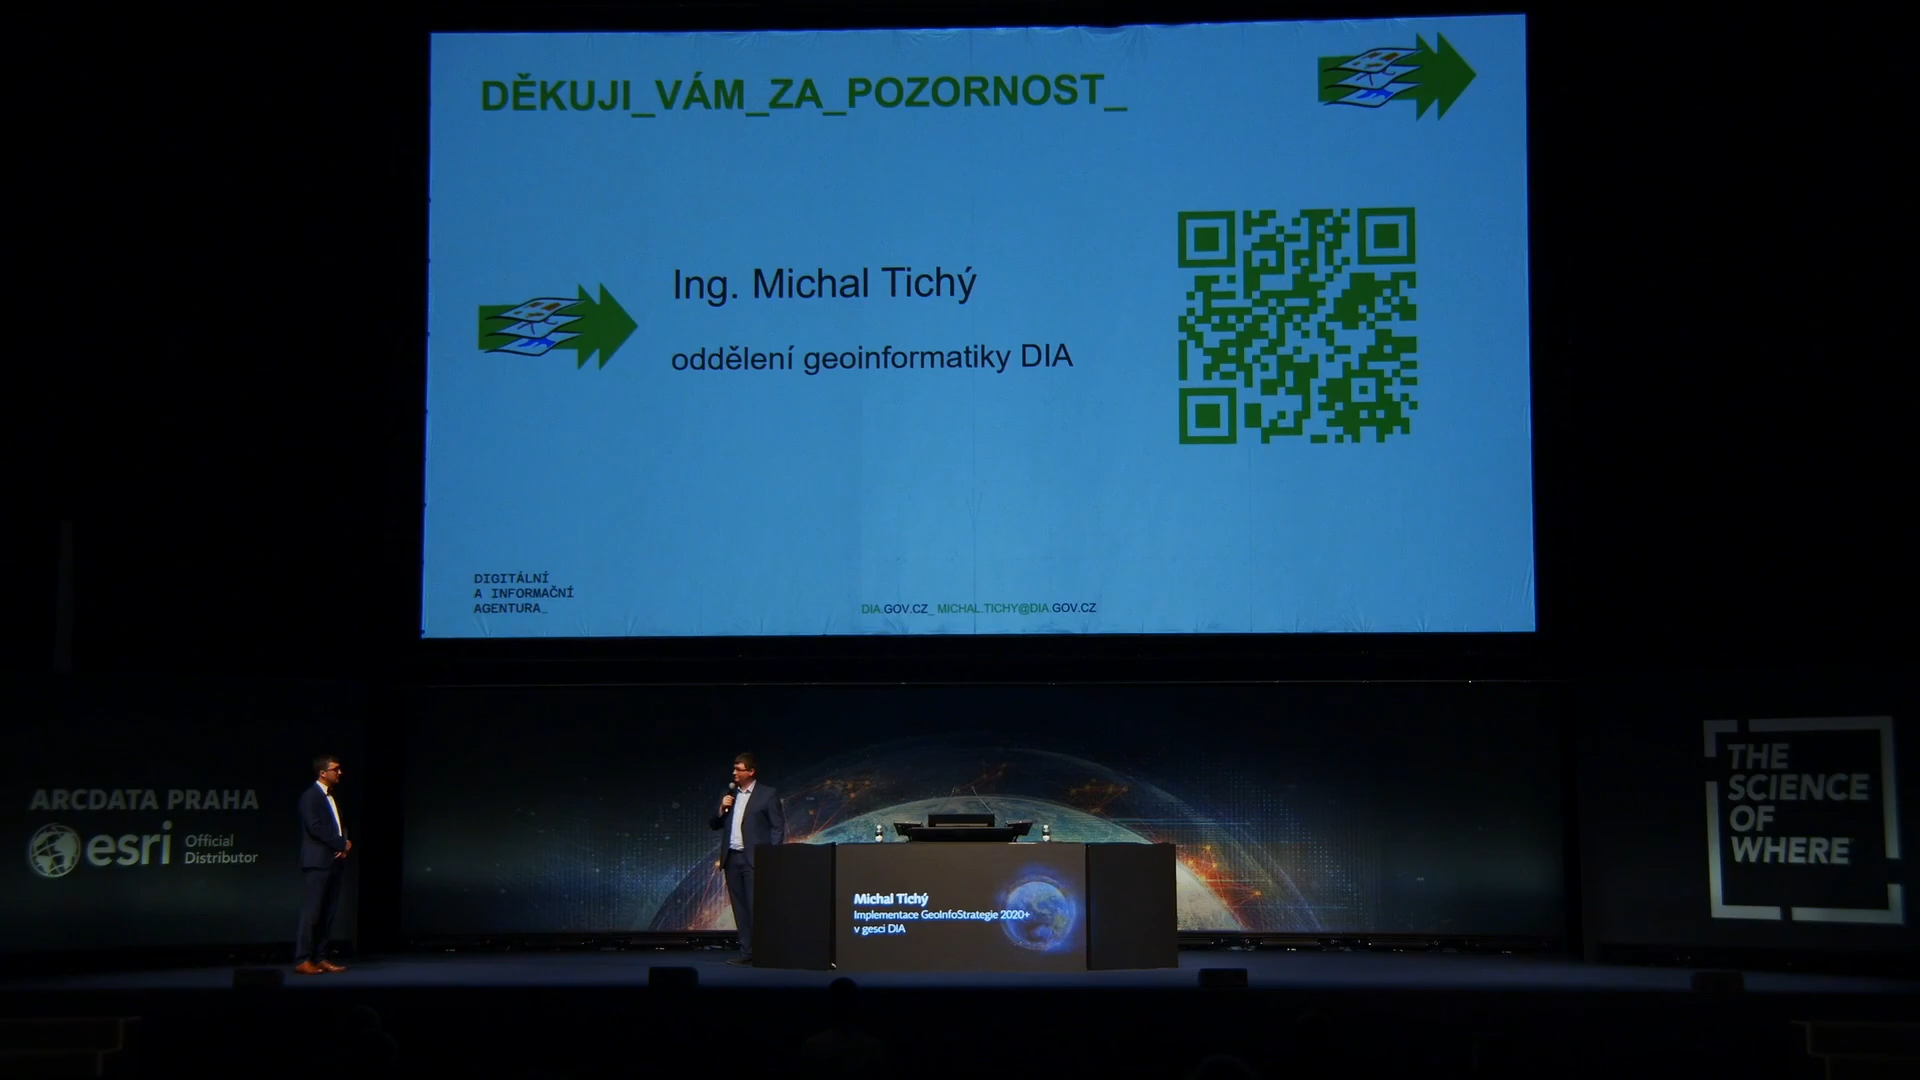 DĚKUJI_VÁM_ZA_POZORNOST_
Ing. Michal Tichý
oddělení geoinformatiky DIA
DIGITÁLNÍ
A INFORMAČNÍ
AGENTURA_
DIA.GOV.CZ_ MICHAL.TICHY@DIA.GOV.CZ
ARCDATA PRAHA
esri Official
Distributor
Michal Tichý
Implementace GeoInfoStrategie 2020+
v gesci DIA
THE
SCIENCE
OF
WHERE